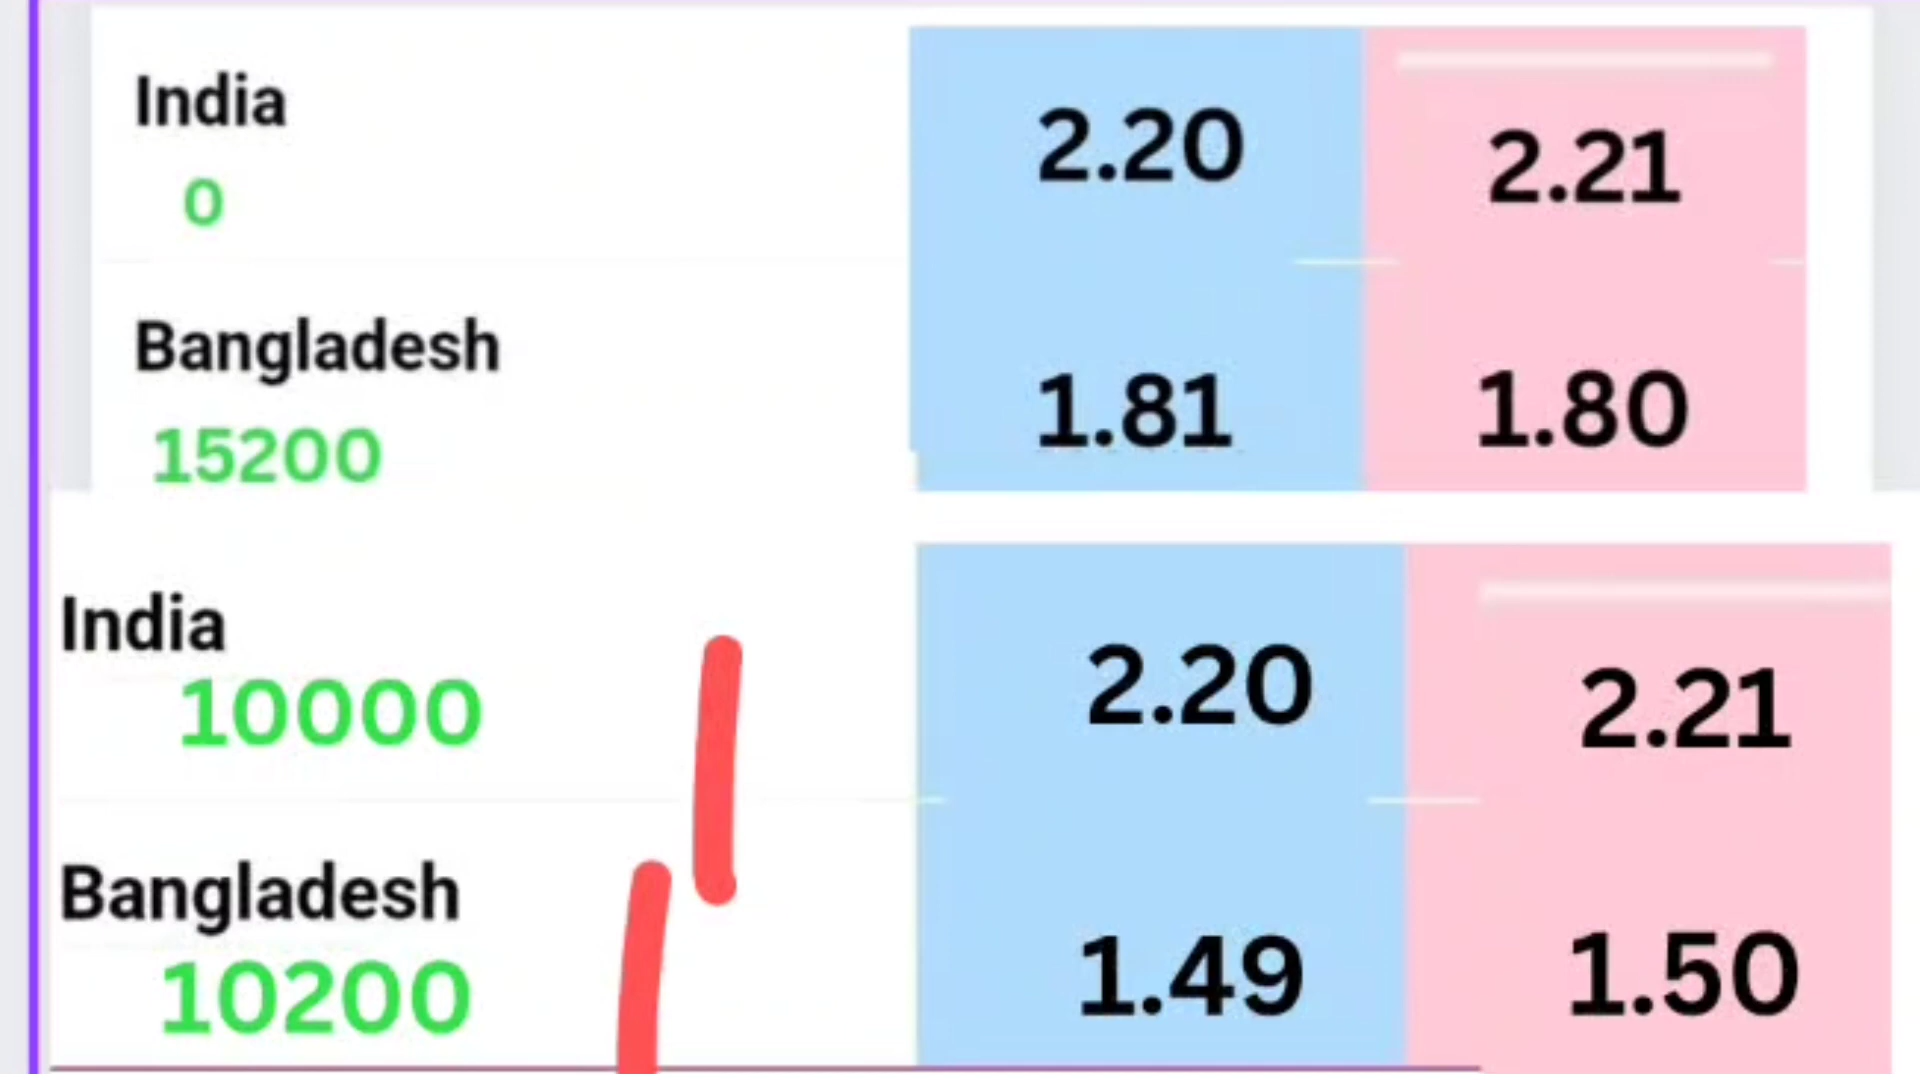 India 2.20 2.21
0
Bangladesh 1.81 1.80
15200
India 2.20 2.21
10000
Bangladesh 1.49 1.50
10200